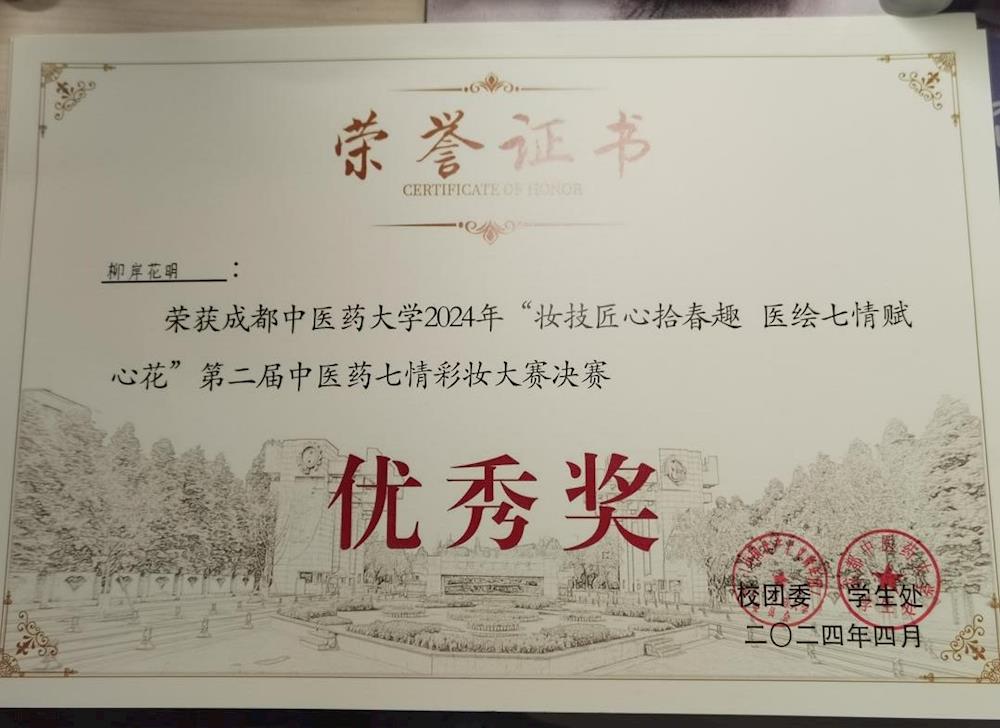 荣誉证书
CERTIFICATE OF HONOR
柳岸花明：
荣获成都中医药大学2024年“妆技匠心拾春趣 医绘七情赋
心花”第二届中医药七情彩妆大赛决赛
优秀奖
校团委 学生处
二〇二四年四月